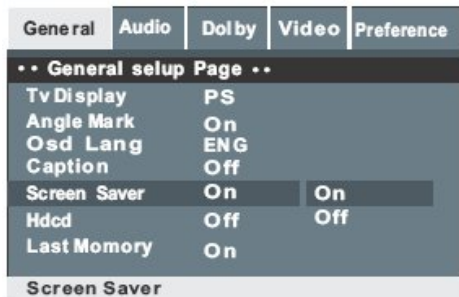 General Audio Dolby Video Preference
•• General selup Page ••
Tv Display PS
Angle Mark On
Osd Lang ENG
Caption Off
Screen Saver On On
Hdcd Off Off
Last Momory On
Screen Saver